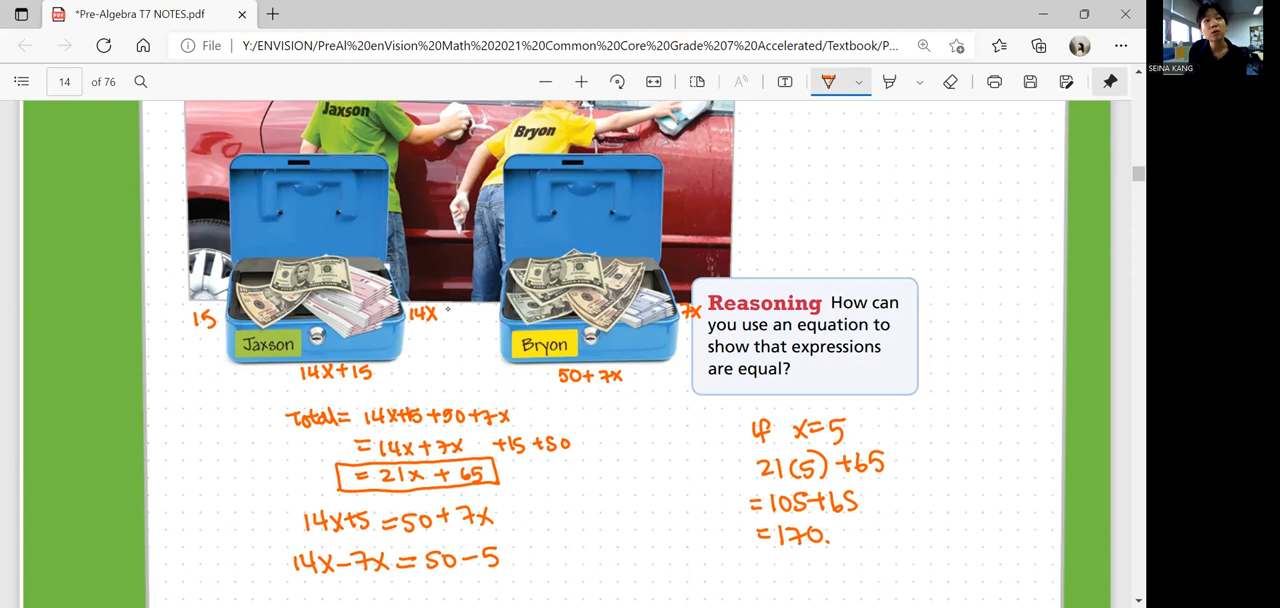 *Pre-Algebra T7 NOTES.pdf
File Y:/ENVISION/PreAl%20enVision%20Math%202021%20Common%20Core%20Grade%207%20Accelerated/Textbook/P...
SEINA KANG
14 of 76
Jaxson
Bryon
15
14x
7x
Jaxson
Bryon
14x+15
50+7x
Reasoning How can
you use an equation to
show that expressions
are equal?
Total= 14x+15+50+7x
=14x+7x +15+50
= 21x + 65
14x+5 =50+7x
14x-7x=50-5
if x=5
21(5)+65
=105+65
=170.